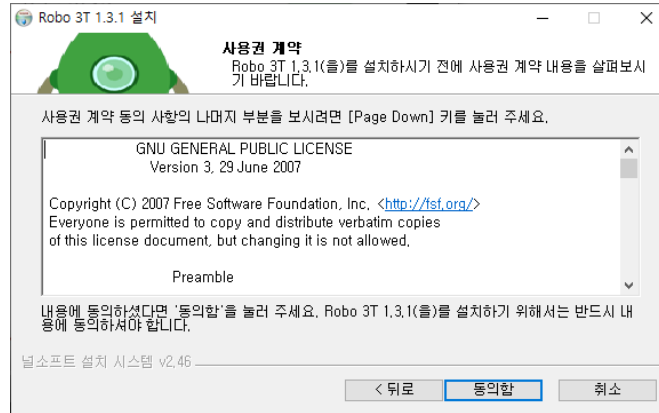 Robo 3T 1.3.1 설치
사용권 계약
Robo 3T 1.3.1(을)를 설치하시기 전에 사용권 계약 내용을 살펴보시
기 바랍니다.
사용권 계약 동의 사항의 나머지 부분을 보시려면 [Page Down] 키를 눌러 주세요.
GNU GENERAL PUBLIC LICENSE
Version 3, 29 June 2007
Copyright (C) 2007 Free Software Foundation, Inc. <http://fsf.org/>
Everyone is permitted to copy and distribute verbatim copies
of this license document, but changing it is not allowed.
Preamble
내용에 동의하셨다면 '동의함'을 눌러 주세요. Robo 3T 1.3.1(을)를 설치하기 위해서는 반드시 내
용에 동의하셔야 합니다.
널소프트 설치 시스템 v2.46
< 뒤로 동의함 취소